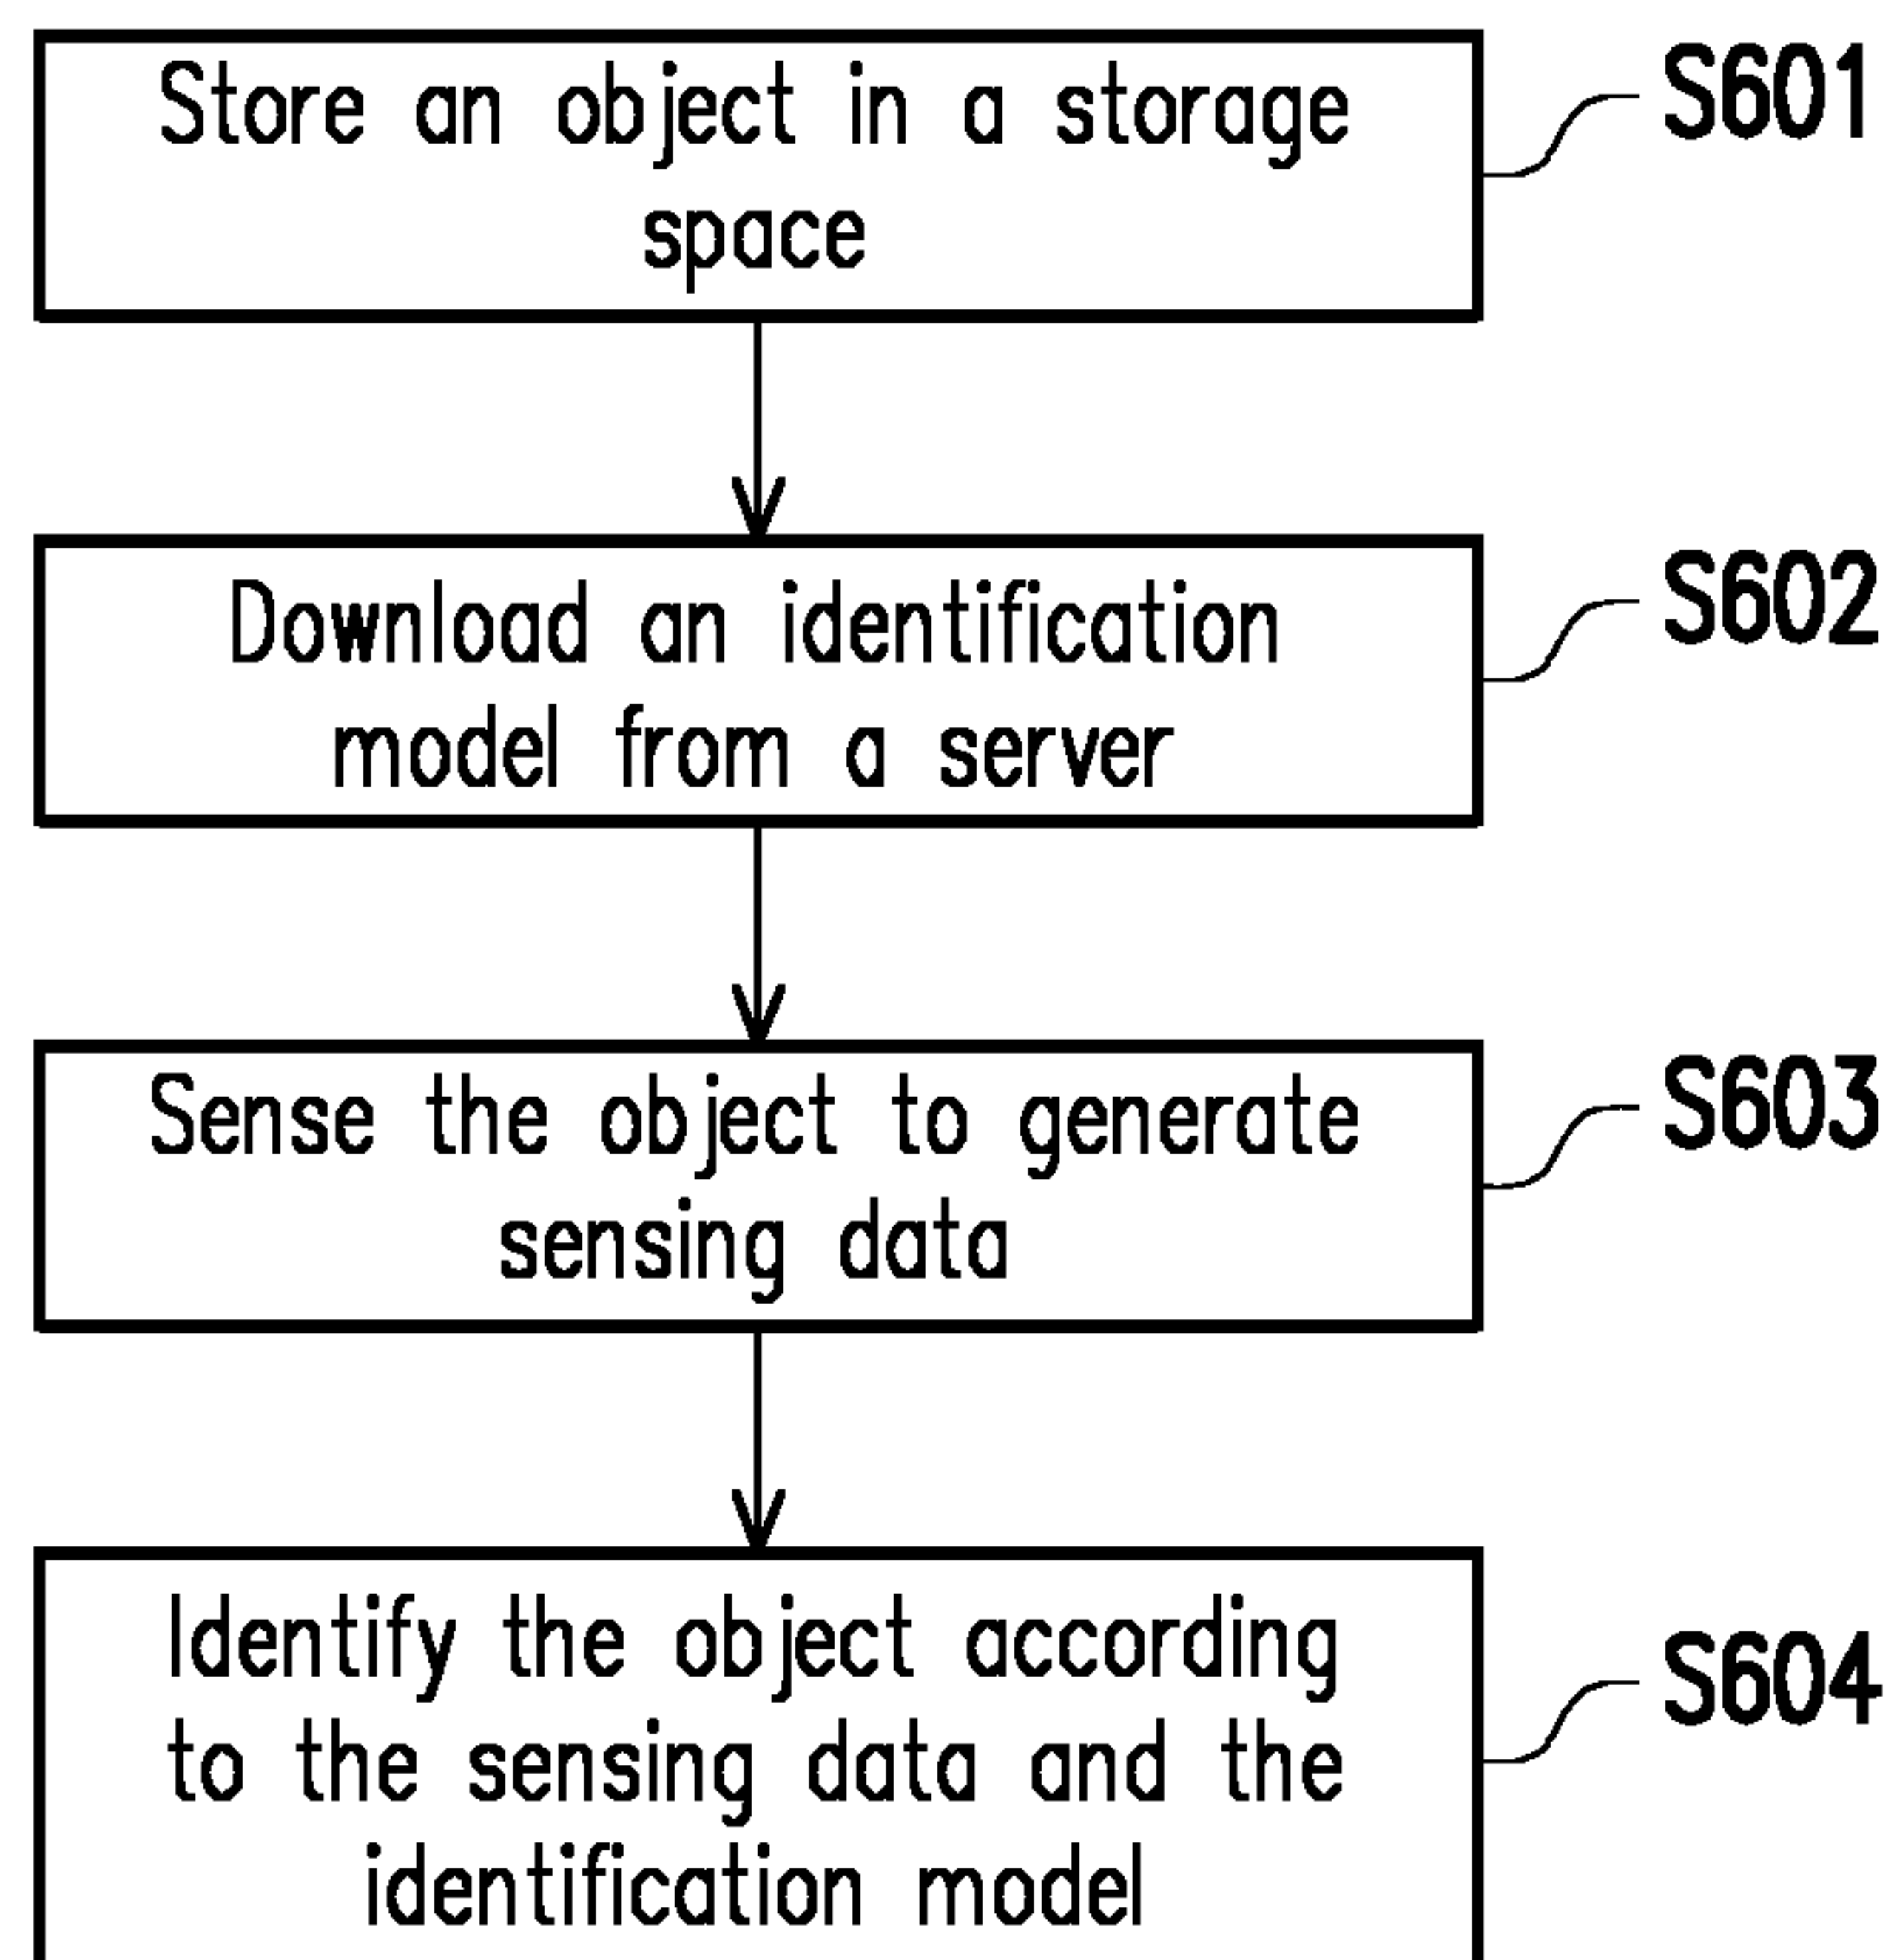 Store an object in a storage
space
S601
Download an identification
model from a server
S602
Sense the object to generate
sensing data
S603
Identify the object according
to the sensing data and the
identification model
S604